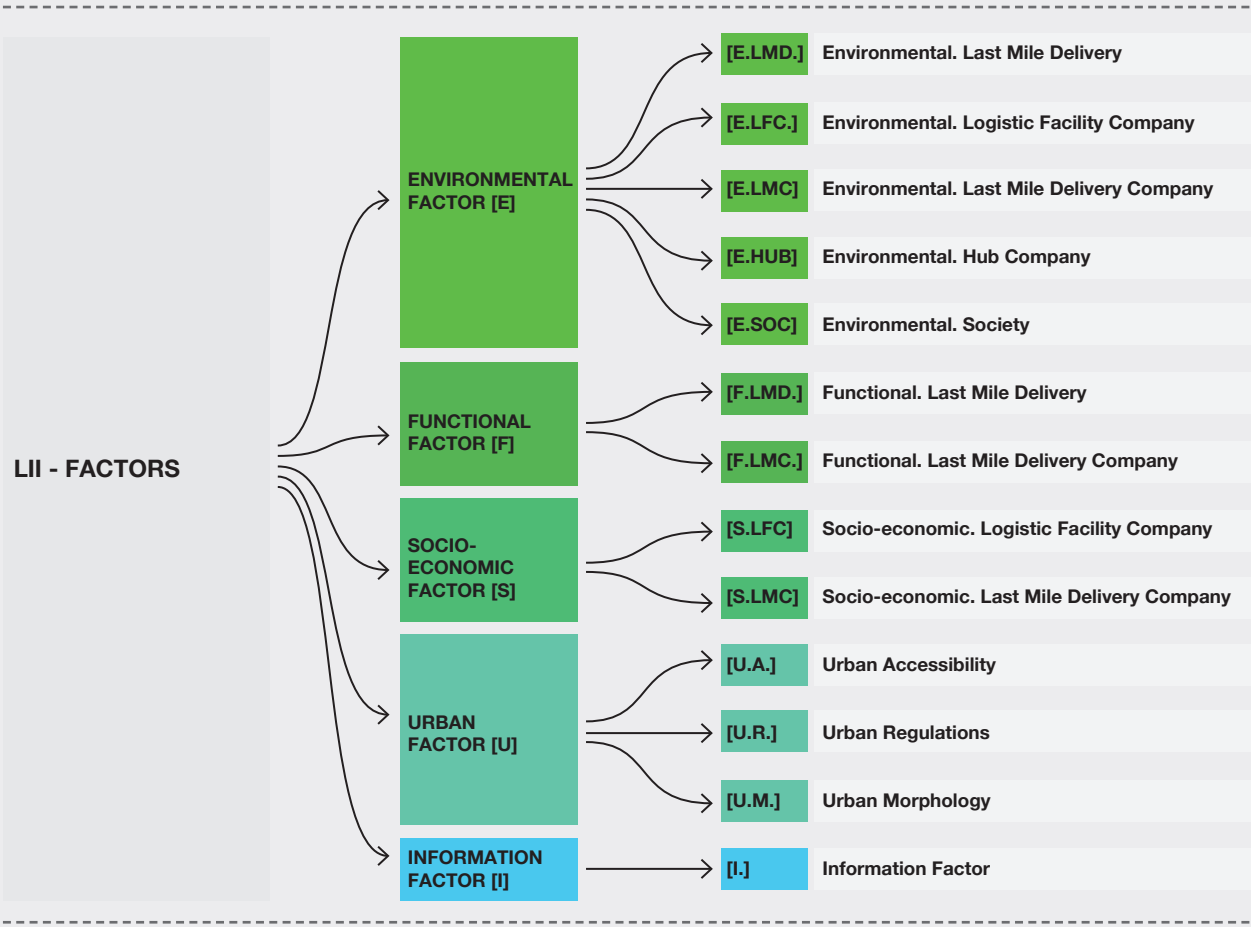 LII - FACTORS
ENVIRONMENTAL
FACTOR [E]
[E.LMD.] Environmental. Last Mile Delivery
[E.LFC.] Environmental. Logistic Facility Company
[E.LMC] Environmental. Last Mile Delivery Company
[E.HUB] Environmental. Hub Company
[E.SOC] Environmental. Society
FUNCTIONAL
FACTOR [F]
[F.LMD.] Functional. Last Mile Delivery
[F.LMC.] Functional. Last Mile Delivery Company
SOCIO-
ECONOMIC
FACTOR [S]
[S.LFC] Socio-economic. Logistic Facility Company
[S.LMC] Socio-economic. Last Mile Delivery Company
URBAN
FACTOR [U]
[U.A.] Urban Accessibility
[U.R.] Urban Regulations
[U.M.] Urban Morphology
INFORMATION
FACTOR [I]
[I.] Information Factor